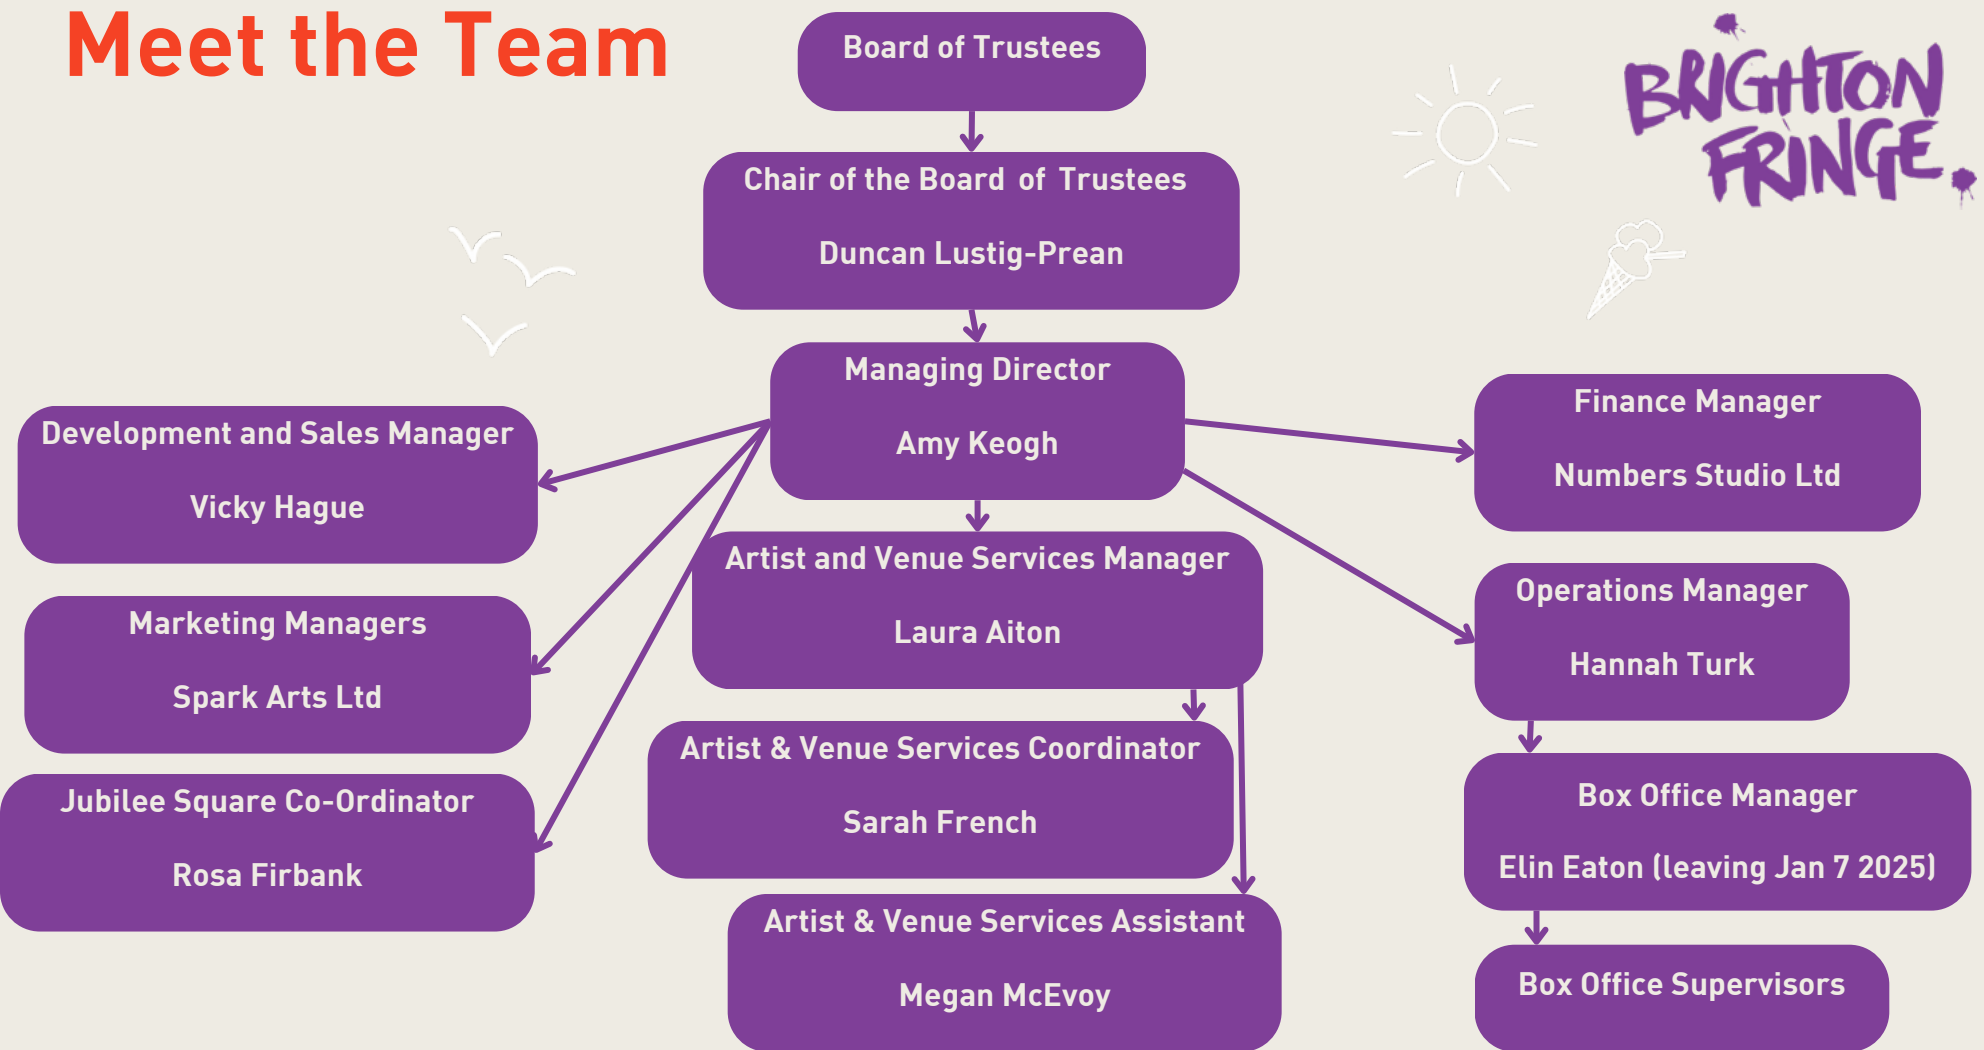 Meet the Team
BRIGHTON
FRINGE
Board of Trustees
Chair of the Board of Trustees
Duncan Lustig-Prean
Managing Director
Amy Keogh
Development and Sales Manager
Vicky Hague
Marketing Managers
Spark Arts Ltd
Jubilee Square Co-Ordinator
Rosa Firbank
Artist and Venue Services Manager
Laura Aiton
Artist & Venue Services Coordinator
Sarah French
Artist & Venue Services Assistant
Megan McEvoy
Finance Manager
Numbers Studio Ltd
Operations Manager
Hannah Turk
Box Office Manager
Elin Eaton (leaving Jan 7 2025)
Box Office Supervisors